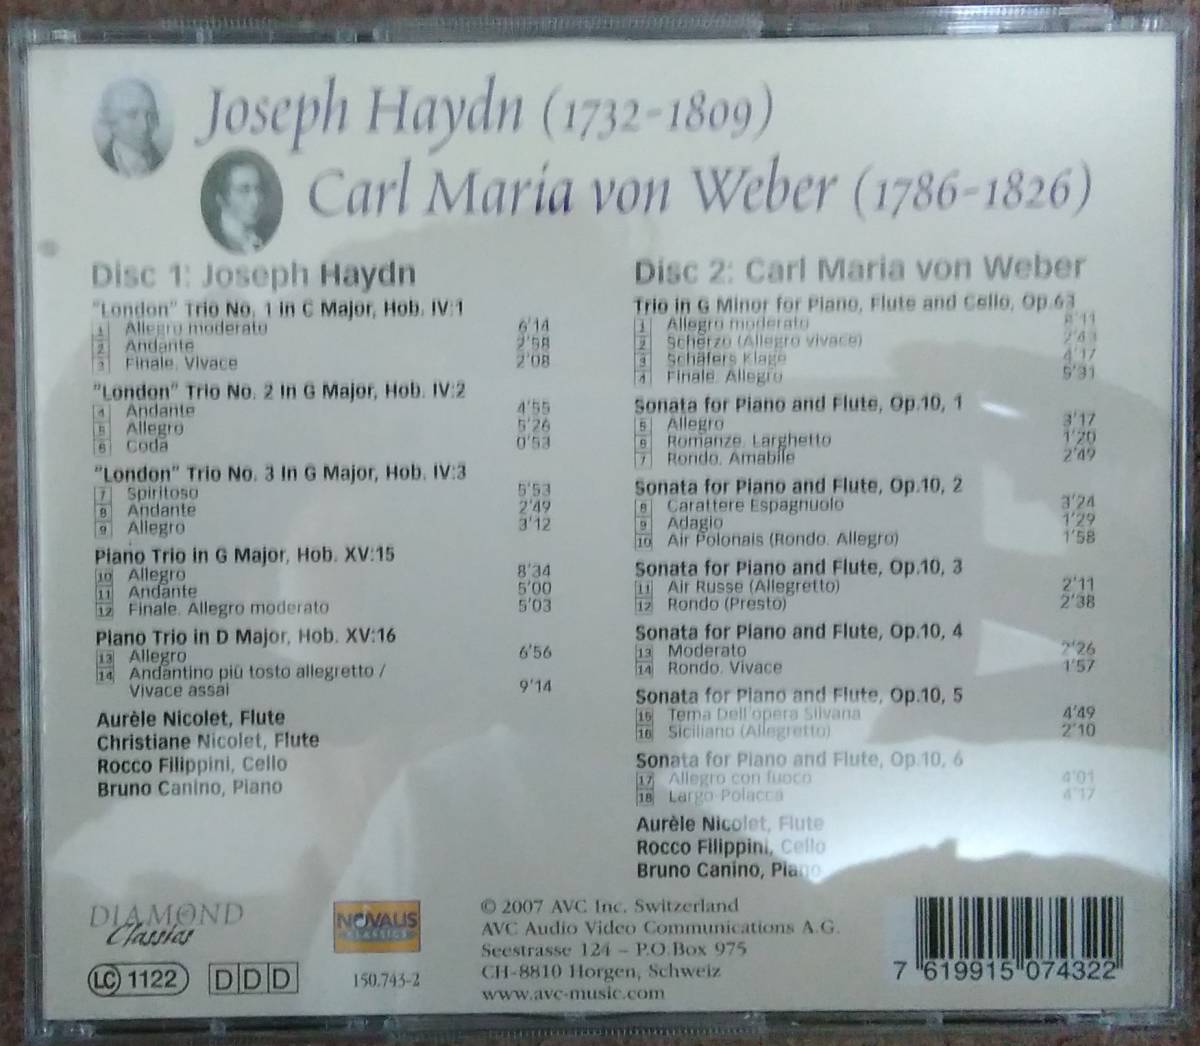 Joseph Haydn (1732-1809)
Carl Maria von Weber (1786-1826)
Disc 1: Joseph Haydn
"London" Trio No. 1 in C Major, Hob. IV:1
1 Allegro moderato 6'14
2 Andante 2'58
3 Finale. Vivace 2'08
"London" Trio No. 2 in G Major, Hob. IV:2
4 Andante 4'55
5 Allegro 5'26
6 Coda 0'53
"London" Trio No. 3 in G Major, Hob. IV:3
7 Spiritoso 5'53
8 Andante 2'49
9 Allegro 3'12
Piano Trio in G Major, Hob. XV:15
10 Allegro 8'34
11 Andante 5'00
12 Finale. Allegro moderato 5'03
Piano Trio in D Major, Hob. XV:16
13 Allegro 6'56
14 Andantino più tosto allegretto /
Vivace assai 9'14
Aurèle Nicolet, Flute
Christiane Nicolet, Flute
Rocco Filippini, Cello
Bruno Canino, Piano
Disc 2: Carl Maria von Weber
Trio in G Minor for Piano, Flute and Cello, Op.63
1 Allegro moderato 8'11
2 Scherzo (Allegro vivace) 2'43
3 Schäfers Klage 4'17
4 Finale. Allegro 5'31
Sonata for Piano and Flute, Op.10, 1
5 Allegro 3'17
6 Romanze. Larghetto 1'20
7 Rondo. Amabile 2'49
Sonata for Piano and Flute, Op.10, 2
8 Carattere Espagnuolo 3'24
9 Adagio 1'29
10 Air Polonais (Rondo. Allegro) 1'58
Sonata for Piano and Flute, Op.10, 3
11 Air Russe (Allegretto) 2'11
12 Rondo (Presto) 2'38
Sonata for Piano and Flute, Op.10, 4
13 Moderato 2'26
14 Rondo. Vivace 1'57
Sonata for Piano and Flute, Op.10, 5
15 Tema Dell'opera Silvana 4'49
16 Siciliano (Allegretto) 2'10
Sonata for Piano and Flute, Op.10, 6
17 Allegro con fuoco 4'01
18 Largo-Polacca 4'17
Aurèle Nicolet, Flute
Rocco Filippini, Cello
Bruno Canino, Piano
DIAMOND
Classics
LC 1122
DDD
NOVALIS
CLASSICS
150.743-2
© 2007 AVC Inc. Switzerland
AVC Audio Video Communications A.G.
Seestrasse 124 – P.O.Box 975
CH-8810 Horgen, Schweiz
www.avc-music.com
7 619915 074322